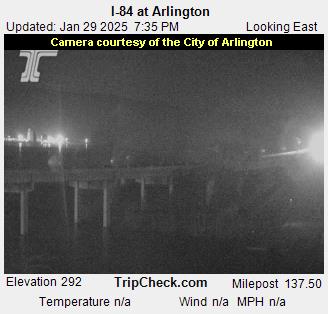 I-84 at Arlington
Updated: Jan 29 2025 7:35 PM Looking East
Camera courtesy of the City of Arlington
Elevation 292 TripCheck.com Milepost 137.50
Temperature n/a Wind n/a MPH n/a